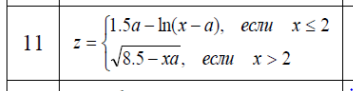 11 z = { 1.5a − ln(x − a), если x ≤ 2
√(8.5 − xa), если x > 2